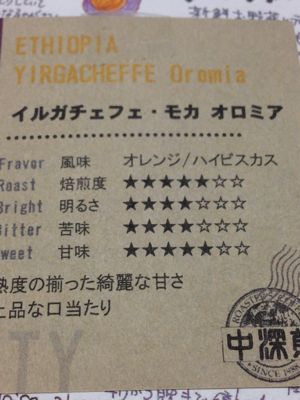 ETHIOPIA
YIRGACHEFFE Oromia
イルガチェフェ・モカ オロミア
Fravor 風味 オレンジ/ハイビスカス
Roast 焙煎度 ★★★★★☆☆
Bright 明るさ ★★★★☆☆☆
Bitter 苦味 ★★★★☆☆☆
weet 甘味 ★★★★★☆☆
熟度の揃った綺麗な甘さ
上品な口当たり
中深煎
SINCE 1988
TY